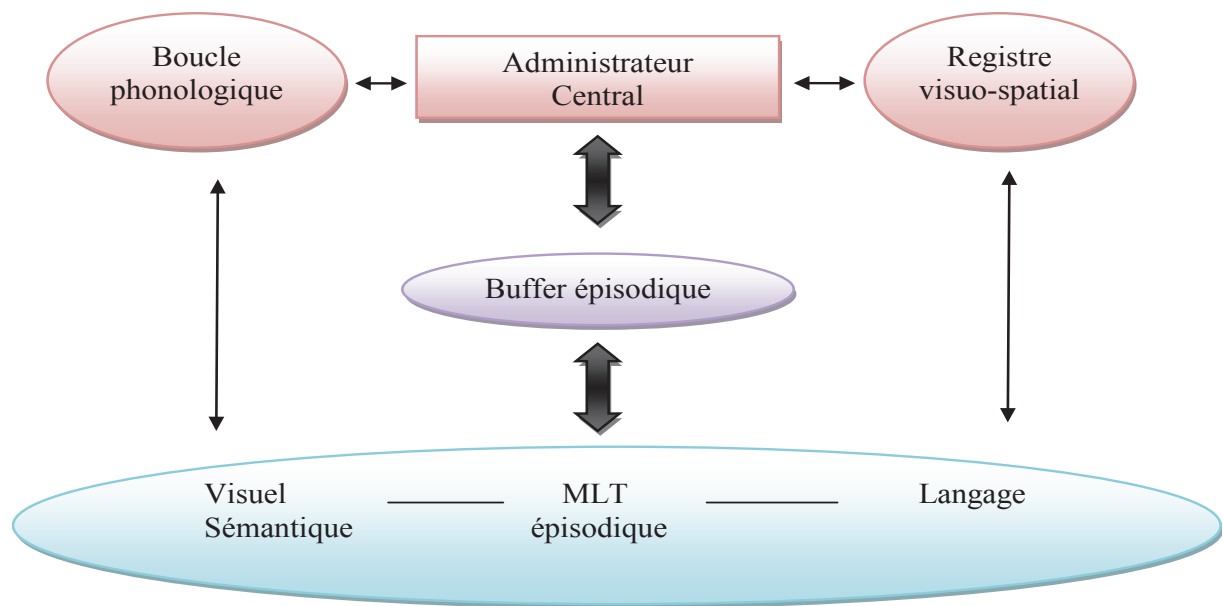 Boucle
phonologique
Administrateur
Central
Registre
visuo-spatial
Buffer épisodique
Visuel
Sémantique
MLT
épisodique
Langage